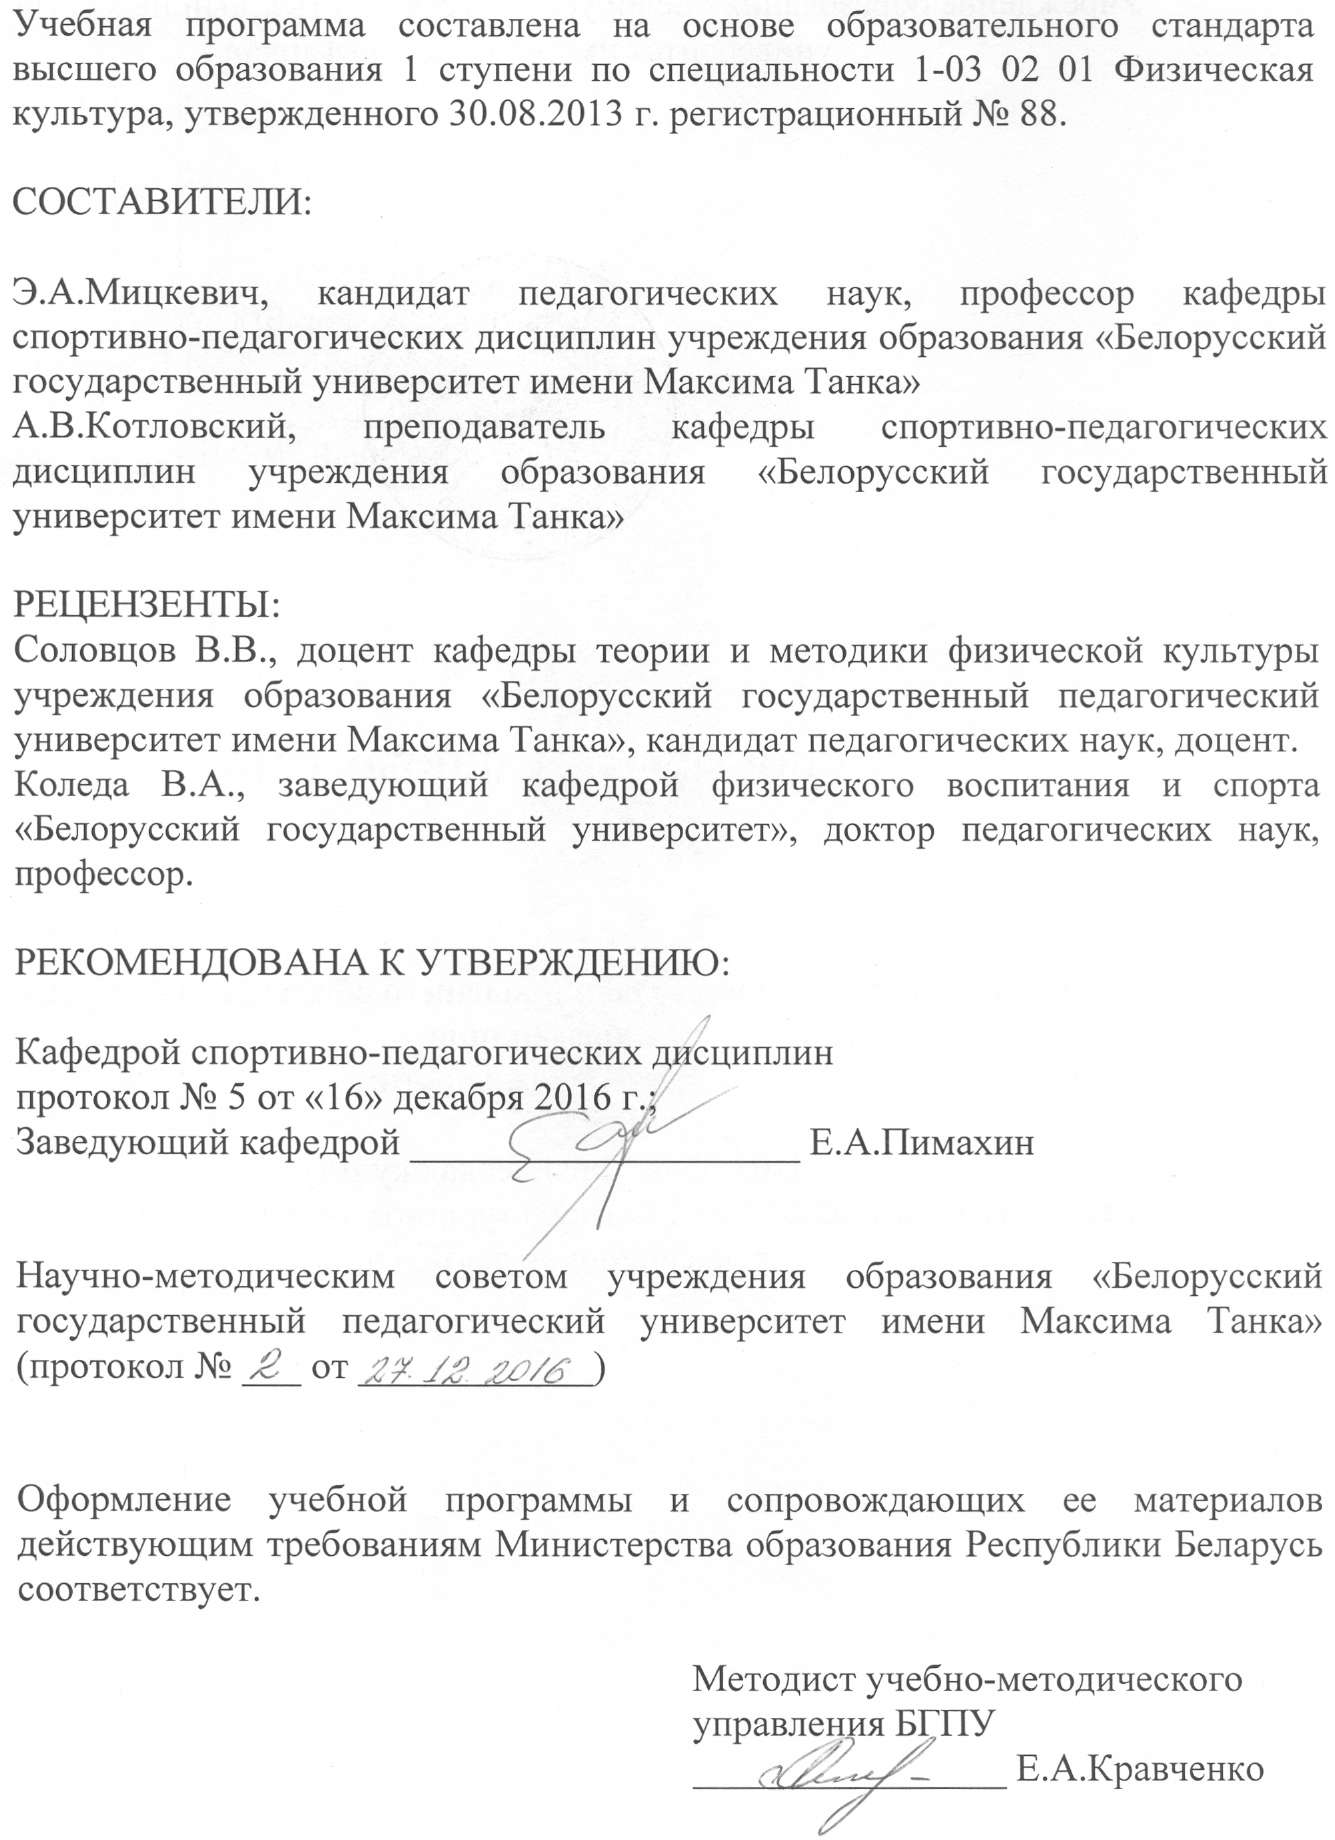 Учебная программа составлена на основе образовательного стандарта
высшего образования 1 ступени по специальности 1-03 02 01 Физическая
культура, утвержденного 30.08.2013 г. регистрационный № 88.
СОСТАВИТЕЛИ:
Э.А.Мицкевич, кандидат педагогических наук, профессор кафедры
спортивно-педагогических дисциплин учреждения образования «Белорусский
государственный университет имени Максима Танка»
А.В.Котловский, преподаватель кафедры спортивно-педагогических
дисциплин учреждения образования «Белорусский государственный
университет имени Максима Танка»
РЕЦЕНЗЕНТЫ:
Соловцов В.В., доцент кафедры теории и методики физической культуры
учреждения образования «Белорусский государственный педагогический
университет имени Максима Танка», кандидат педагогических наук, доцент.
Коледа В.А., заведующий кафедрой физического воспитания и спорта
«Белорусский государственный университет», доктор педагогических наук,
профессор.
РЕКОМЕНДОВАНА К УТВЕРЖДЕНИЮ:
Кафедрой спортивно-педагогических дисциплин
протокол № 5 от «16» декабря 2016 г.;
Заведующий кафедрой Е.А.Пимахин
Научно-методическим советом учреждения образования «Белорусский
государственный педагогический университет имени Максима Танка»
(протокол № 2 от 27.12.2016)
Оформление учебной программы и сопровождающих ее материалов
действующим требованиям Министерства образования Республики Беларусь
соответствует.
Методист учебно-методического
управления БГПУ
Е.А.Кравченко